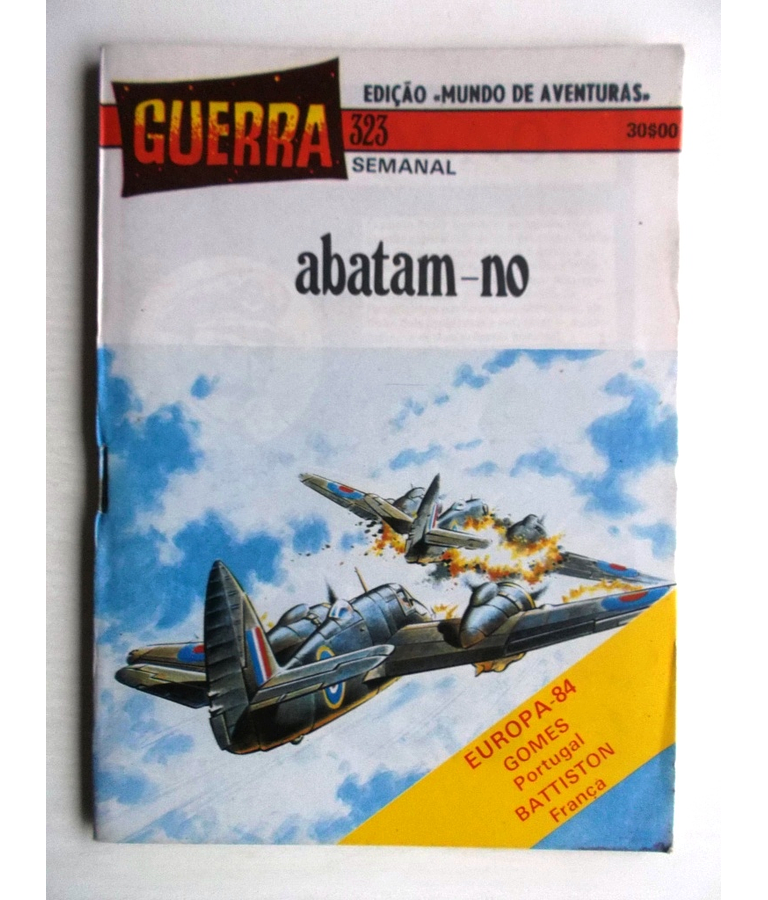 GUERRA
EDIÇÃO «MUNDO DE AVENTURAS»
323
30$00
SEMANAL
abatam-no
EUROPA-84
GOMES
Portugal
BATTISTON
França